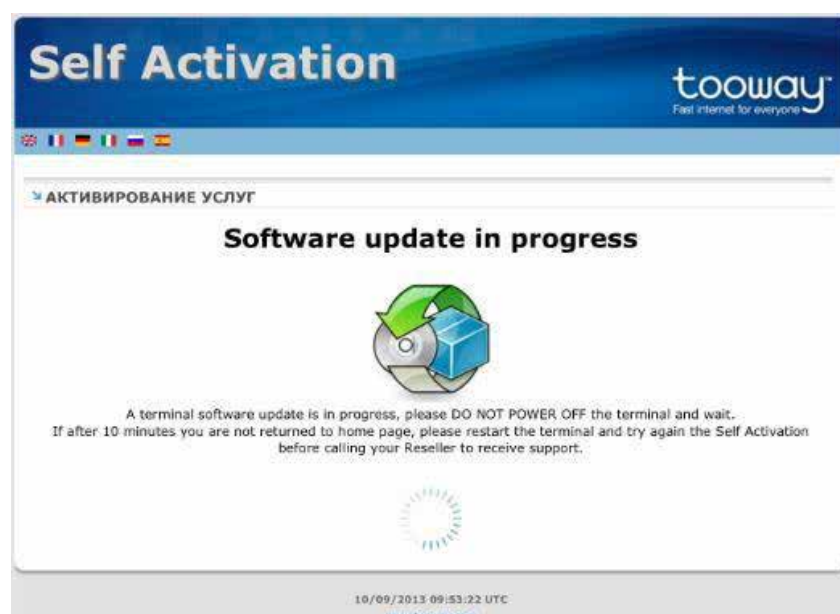 Self Activation
tooway
Fast internet for everyone
АКТИВИРОВАНИЕ УСЛУГ
Software update in progress
A terminal software update is in progress, please DO NOT POWER OFF the terminal and wait.
If after 10 minutes you are not returned to home page, please restart the terminal and try again the Self Activation
before calling your Reseller to receive support.
10/09/2013 09:53:22 UTC